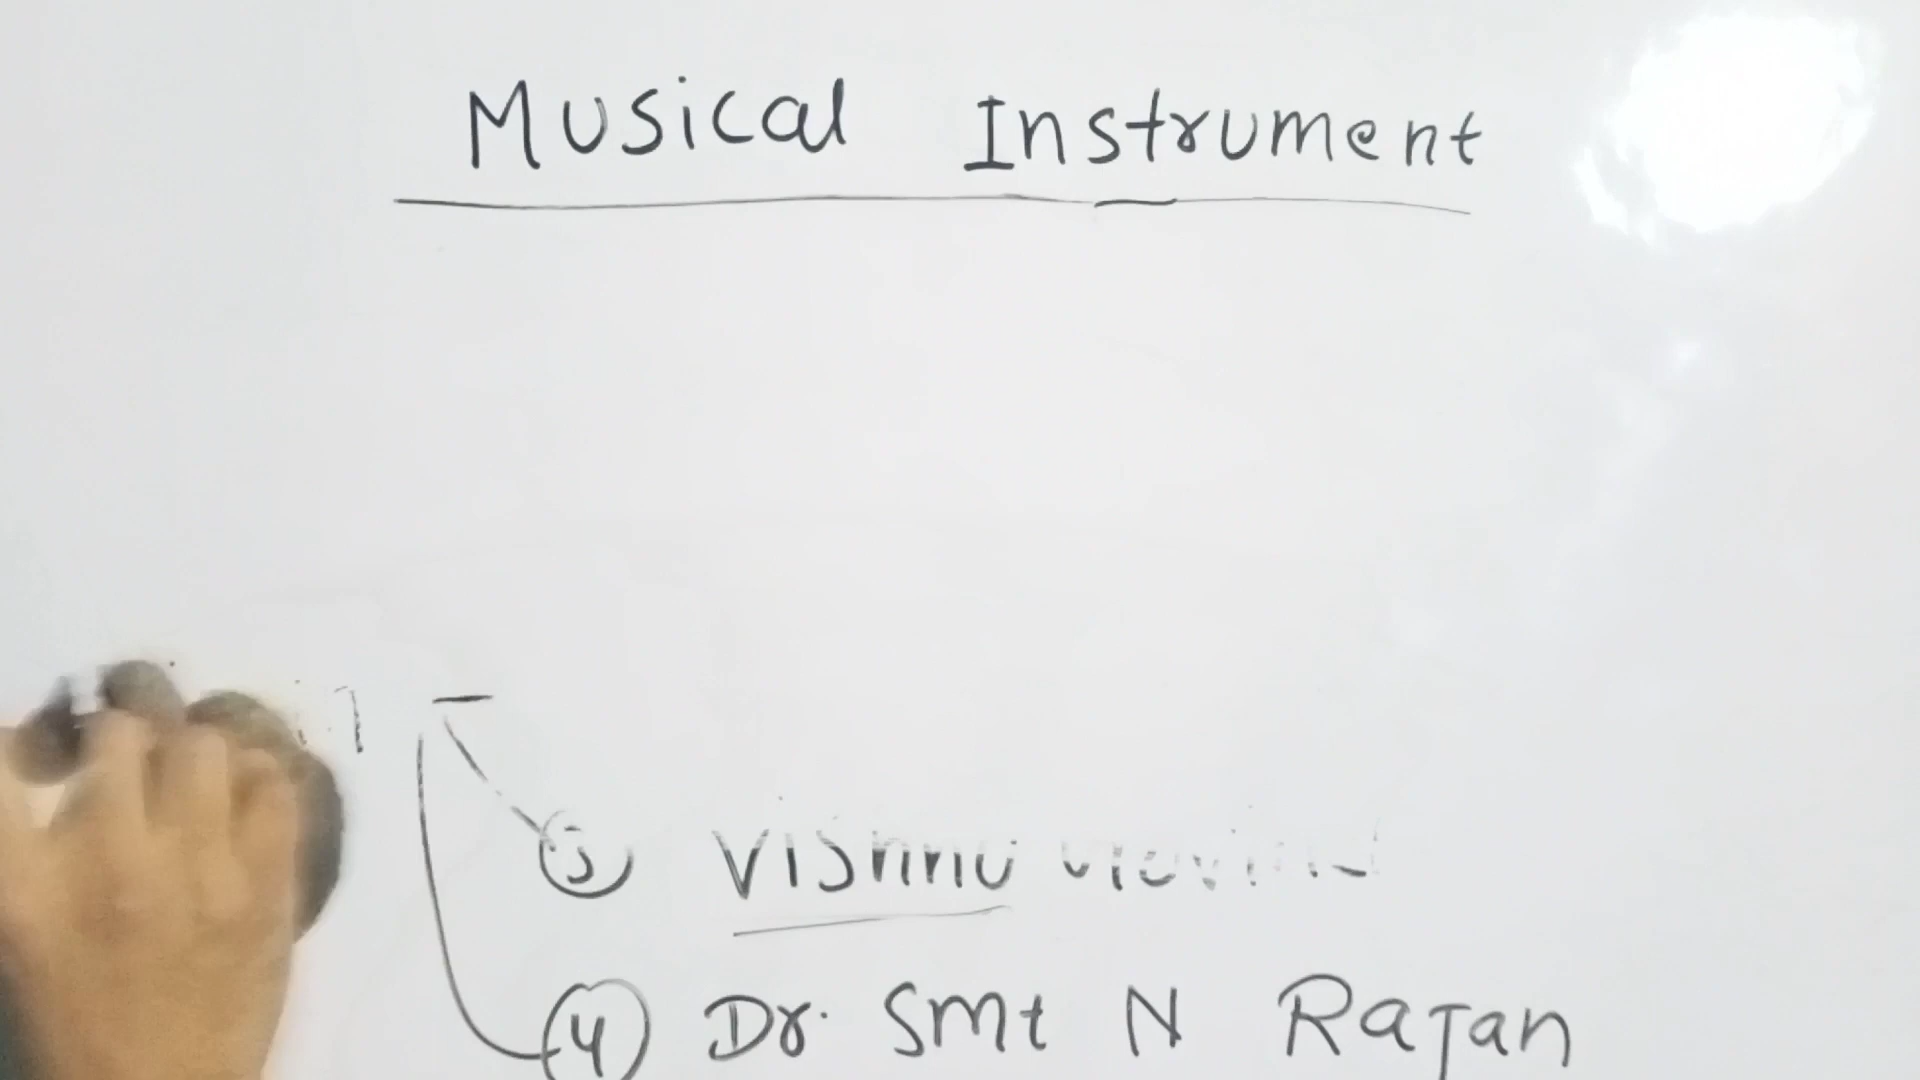 Musical Instrument
③ Vishnu
④ Dr. Smt N Rajan